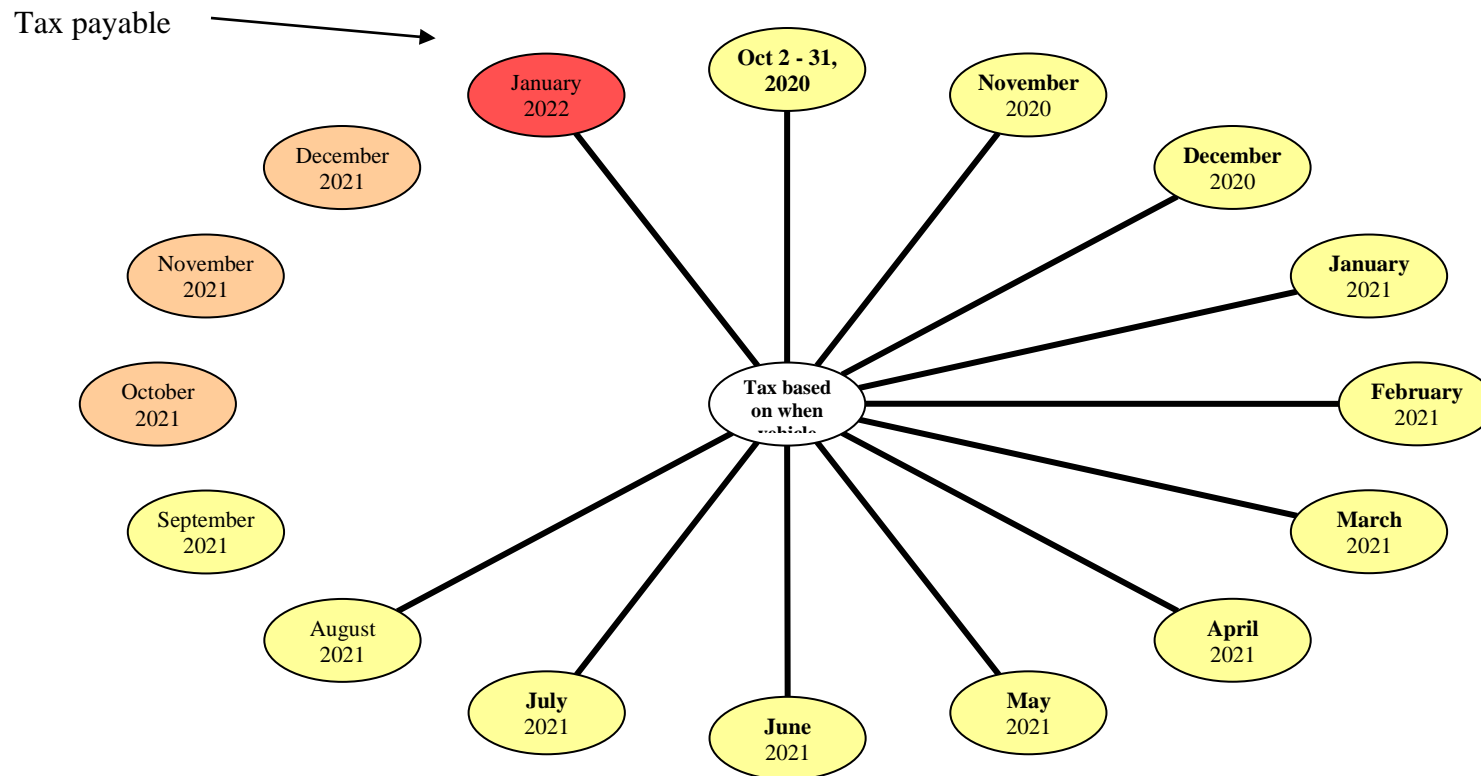 Tax payable
Oct 2 - 31,
2020
November
2020
December
2020
January
2021
February
2021
March
2021
April
2021
May
2021
June
2021
July
2021
August
2021
September
2021
October
2021
November
2021
December
2021
January
2022
Tax based
on when
vehicle